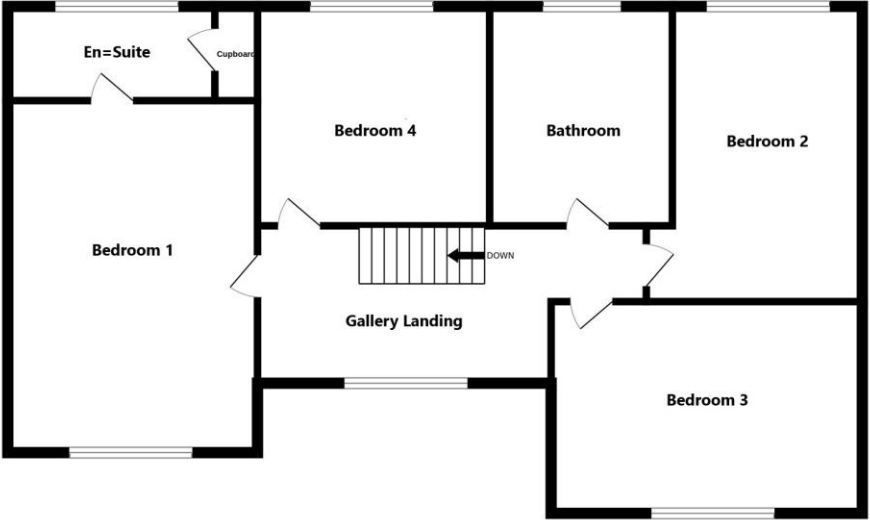 En=Suite
Cupboard
Bedroom 4
Bathroom
Bedroom 2
Bedroom 1
DOWN
Gallery Landing
Bedroom 3